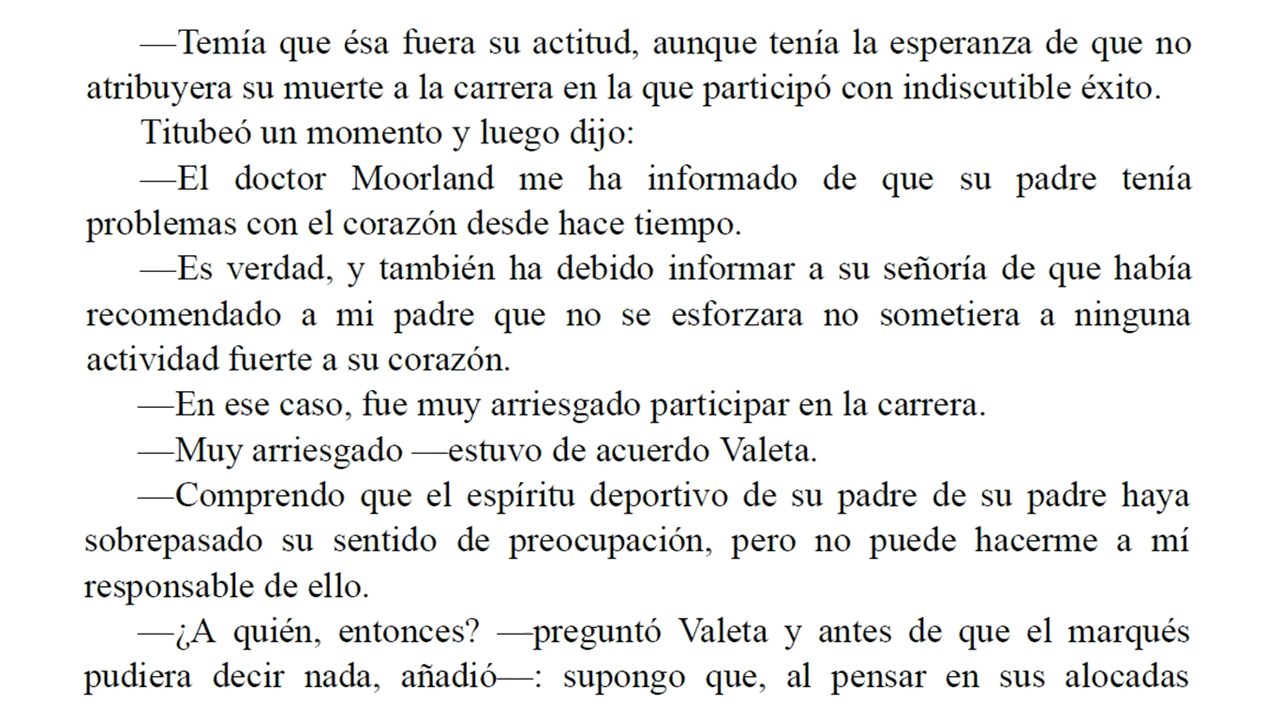 —Temía que ésa fuera su actitud, aunque tenía la esperanza de que no
atribuyera su muerte a la carrera en la que participó con indiscutible éxito.
Titubeó un momento y luego dijo:
—El doctor Moorland me ha informado de que su padre tenía
problemas con el corazón desde hace tiempo.
—Es verdad, y también ha debido informar a su señoría de que había
recomendado a mi padre que no se esforzara no sometiera a ninguna
actividad fuerte a su corazón.
—En ese caso, fue muy arriesgado participar en la carrera.
—Muy arriesgado —estuvo de acuerdo Valeta.
—Comprendo que el espíritu deportivo de su padre de su padre haya
sobrepasado su sentido de preocupación, pero no puede hacerme a mí
responsable de ello.
—¿A quién, entonces? —preguntó Valeta y antes de que el marqués
pudiera decir nada, añadió—: supongo que, al pensar en sus alocadas